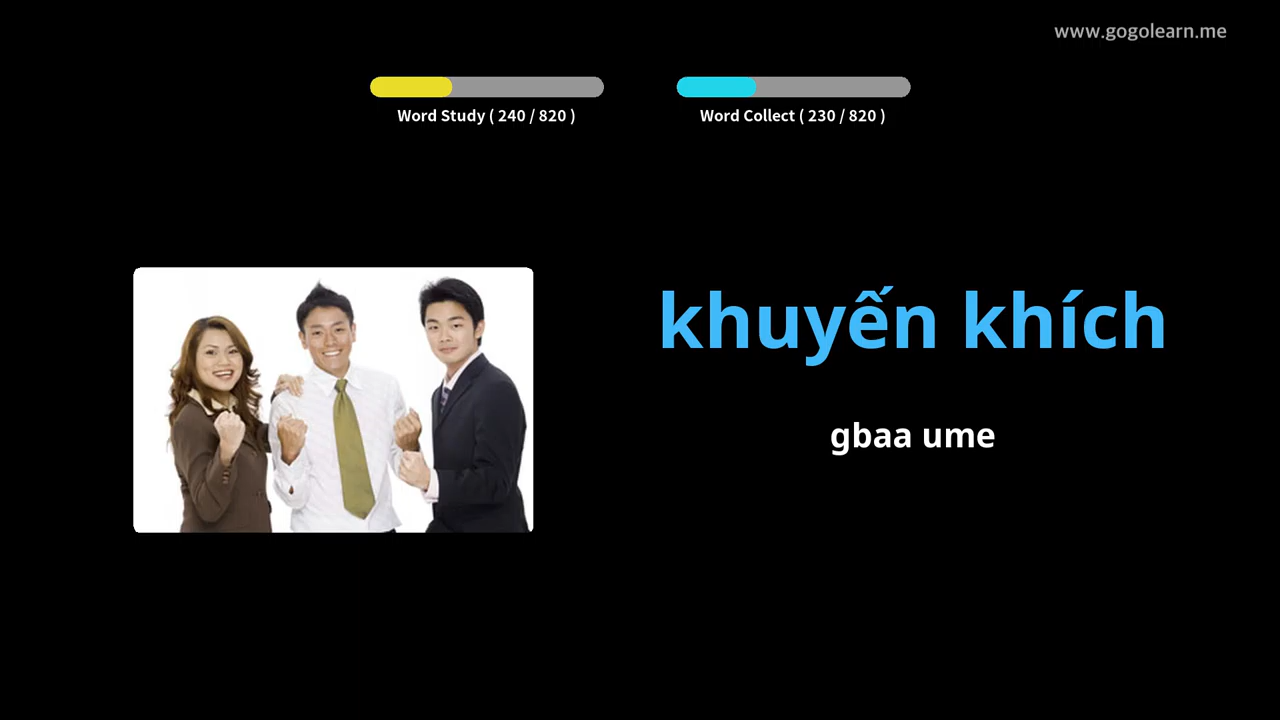 www.gogolearn.me
Word Study ( 240 / 820 )
Word Collect ( 230 / 820 )
khuyến khích
gbaa ume